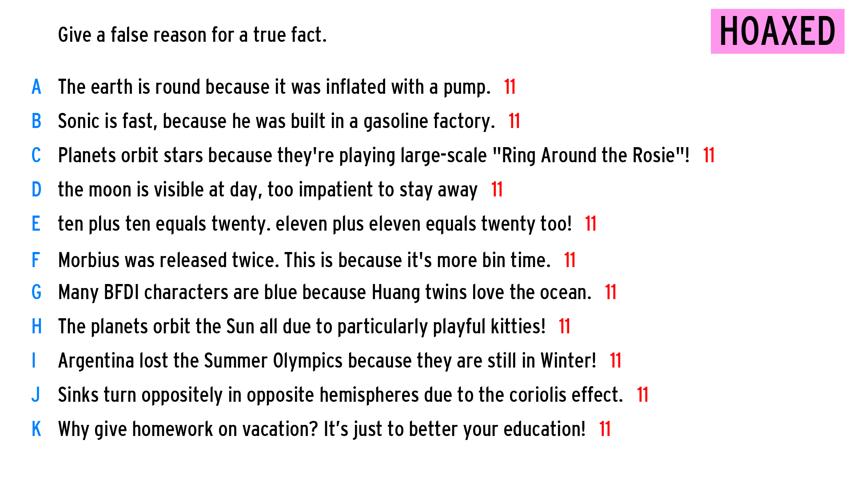 Give a false reason for a true fact.
HOAXED
A The earth is round because it was inflated with a pump. 11
B Sonic is fast, because he was built in a gasoline factory. 11
C Planets orbit stars because they're playing large-scale "Ring Around the Rosie"! 11
D the moon is visible at day, too impatient to stay away 11
E ten plus ten equals twenty. eleven plus eleven equals twenty too! 11
F Morbius was released twice. This is because it's more bin time. 11
G Many BFDI characters are blue because Huang twins love the ocean. 11
H The planets orbit the Sun all due to particularly playful kitties! 11
I Argentina lost the Summer Olympics because they are still in Winter! 11
J Sinks turn oppositely in opposite hemispheres due to the coriolis effect. 11
K Why give homework on vacation? It’s just to better your education! 11